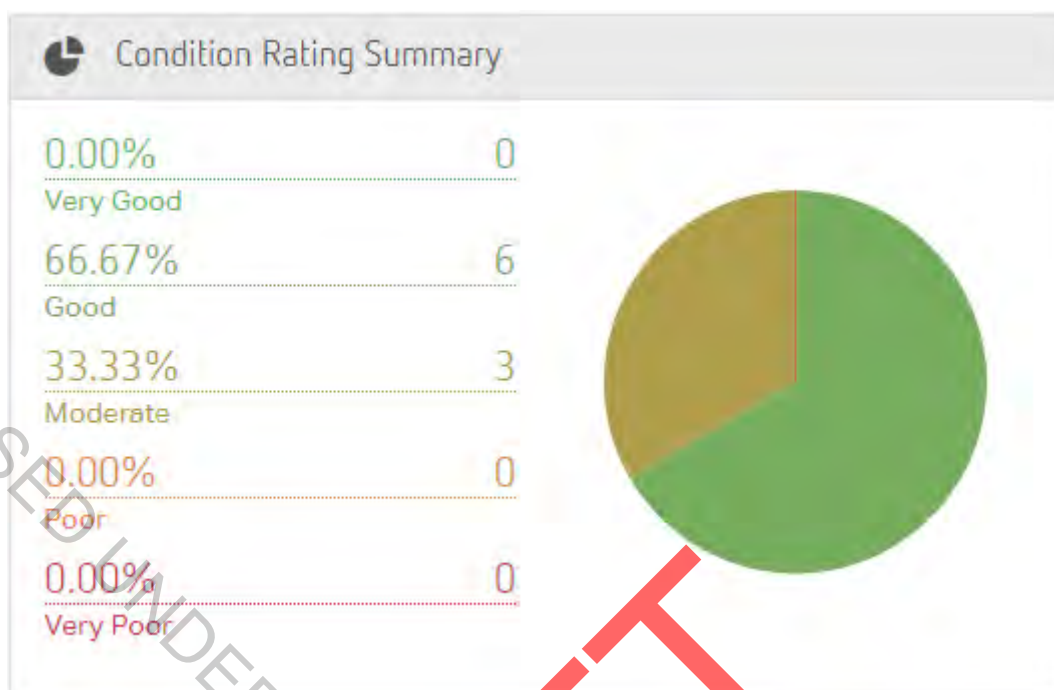 Condition Rating Summary
0.00% 0
Very Good
66.67% 6
Good
33.33% 3
Moderate
0.00% 0
Poor
0.00% 0
Very Poor